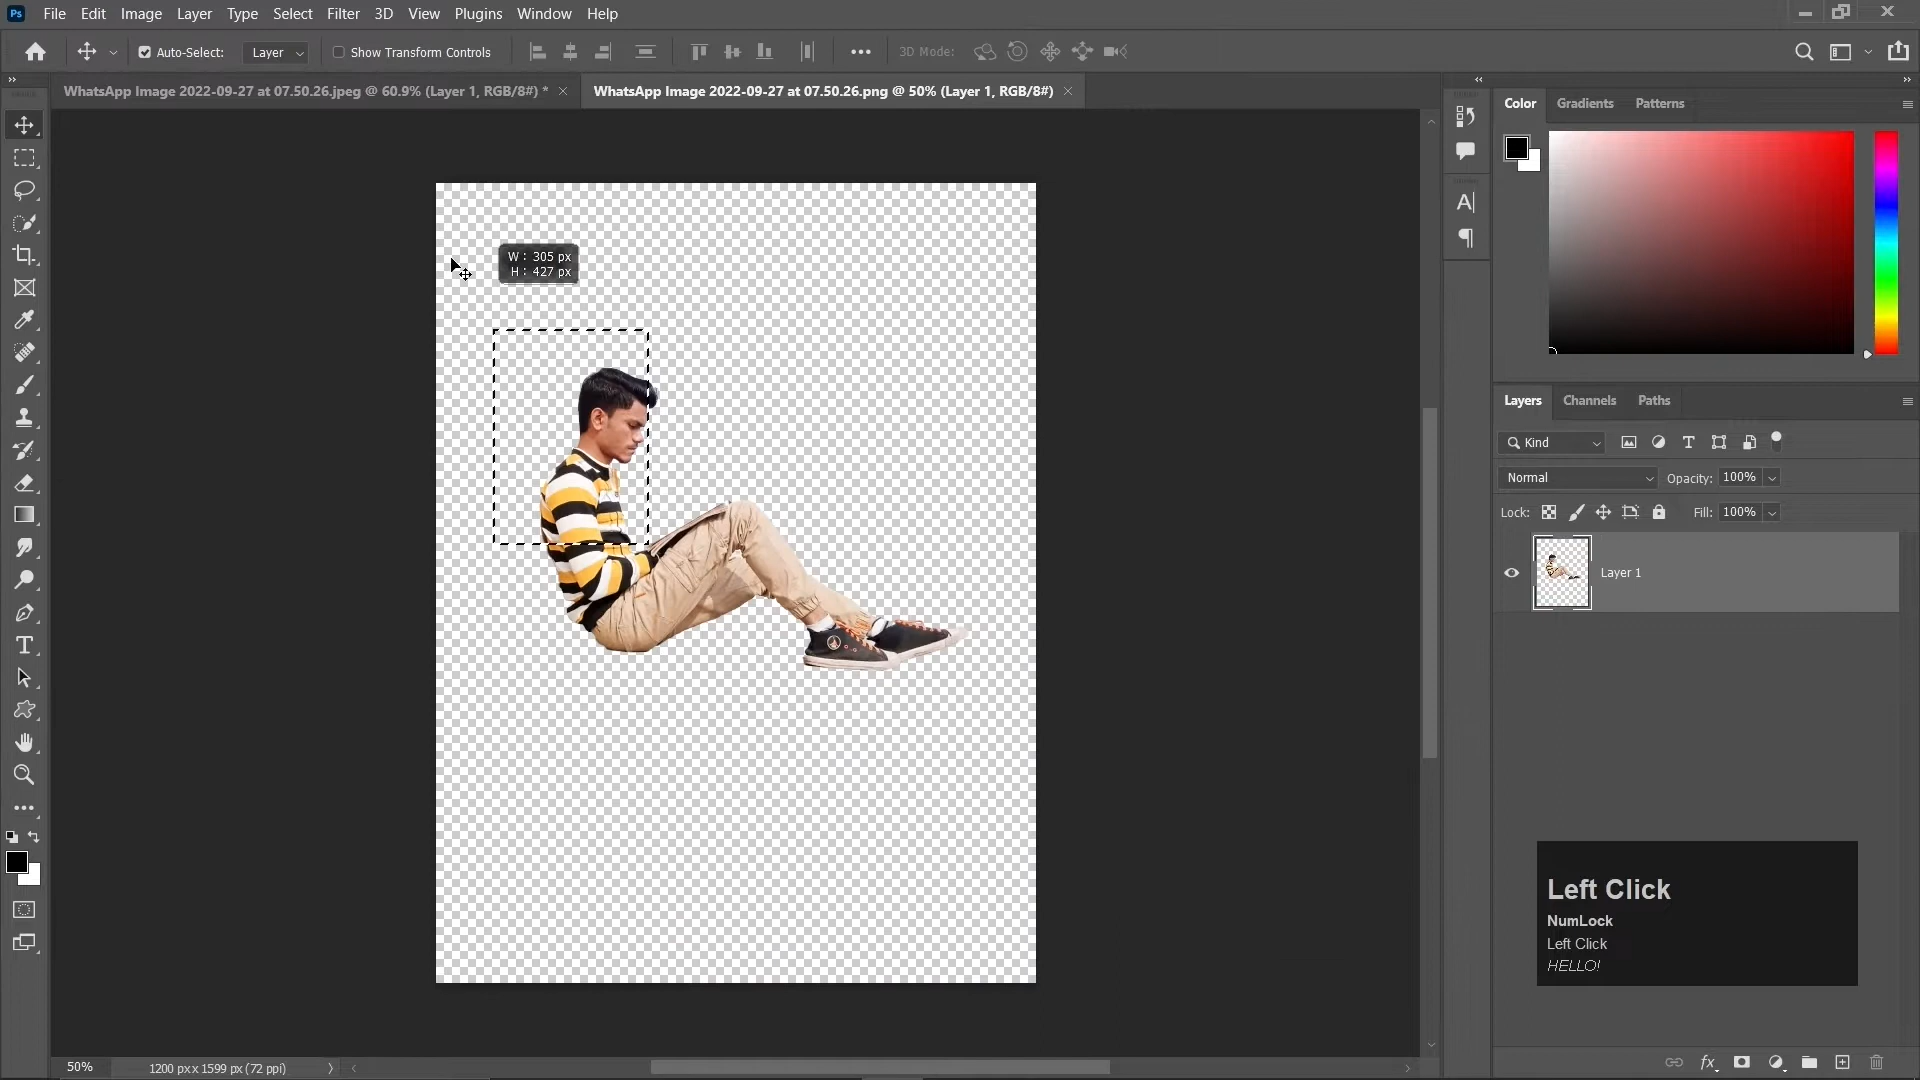 Ps File Edit Image Layer Type Select Filter 3D View Plugins Window Help
Auto-Select: Layer Show Transform Controls 3D Mode:
WhatsApp Image 2022-09-27 at 07.50.26.jpeg @ 60.9% (Layer 1, RGB/8#) *
WhatsApp Image 2022-09-27 at 07.50.26.png @ 50% (Layer 1, RGB/8#)
Color Gradients Patterns
W : 305 px
H : 427 px
Layers Channels Paths
Kind
Normal Opacity: 100%
Lock: Fill: 100%
Layer 1
Left Click
NumLock
Left Click
HELLO!
50% 1200 px x 1599 px (72 ppi)